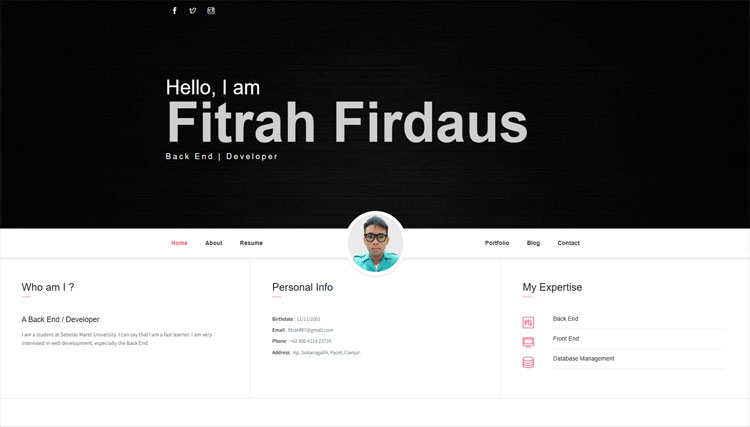 Hello, I am
Fitrah Firdaus
Back End | Developer
Home About Resume Portfolio Blog Contact
Who am I ?
A Back End / Developer
I am a student at Sebelas Maret University. I can say that I am a fast learner. I am very
interested in web development, especially the Back End.
Personal Info
Birthdate : 11/11/2001
Email : fitrahf87@gmail.com
Phone : +62 895 4114 23735
Address : Kp. Sukanagalih, Pacet, Cianjur.
My Expertise
Back End
Front End
Database Management